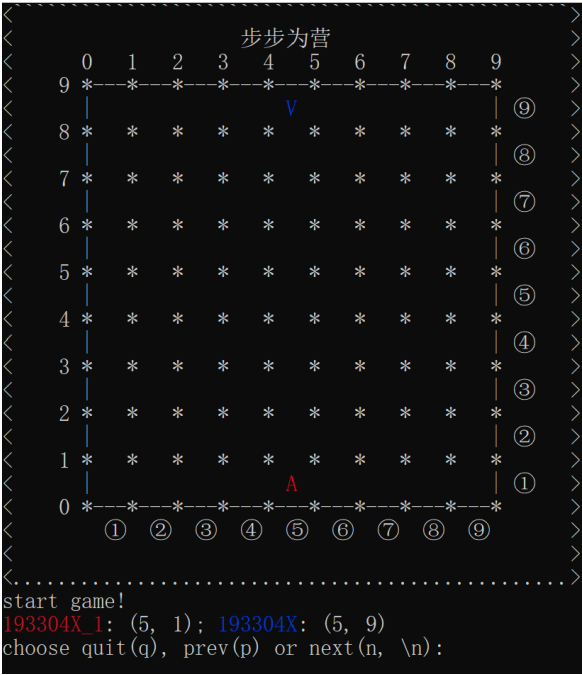 步步为营
0 1 2 3 4 5 6 7 8 9
9 *---*---*---*---*---*---*---*---*---*
| V | ⑨
8 * * * * * * * * * *
| | ⑧
7 * * * * * * * * * *
| | ⑦
6 * * * * * * * * * *
| | ⑥
5 * * * * * * * * * *
| | ⑤
4 * * * * * * * * * *
| | ④
3 * * * * * * * * * *
| | ③
2 * * * * * * * * * *
| | ②
1 * * * * * * * * * *
| A | ①
0 *---*---*---*---*---*---*---*---*---*
① ② ③ ④ ⑤ ⑥ ⑦ ⑧ ⑨
start game!
193304X_1: (5, 1); 193304X: (5, 9)
choose quit(q), prev(p) or next(n, \n):